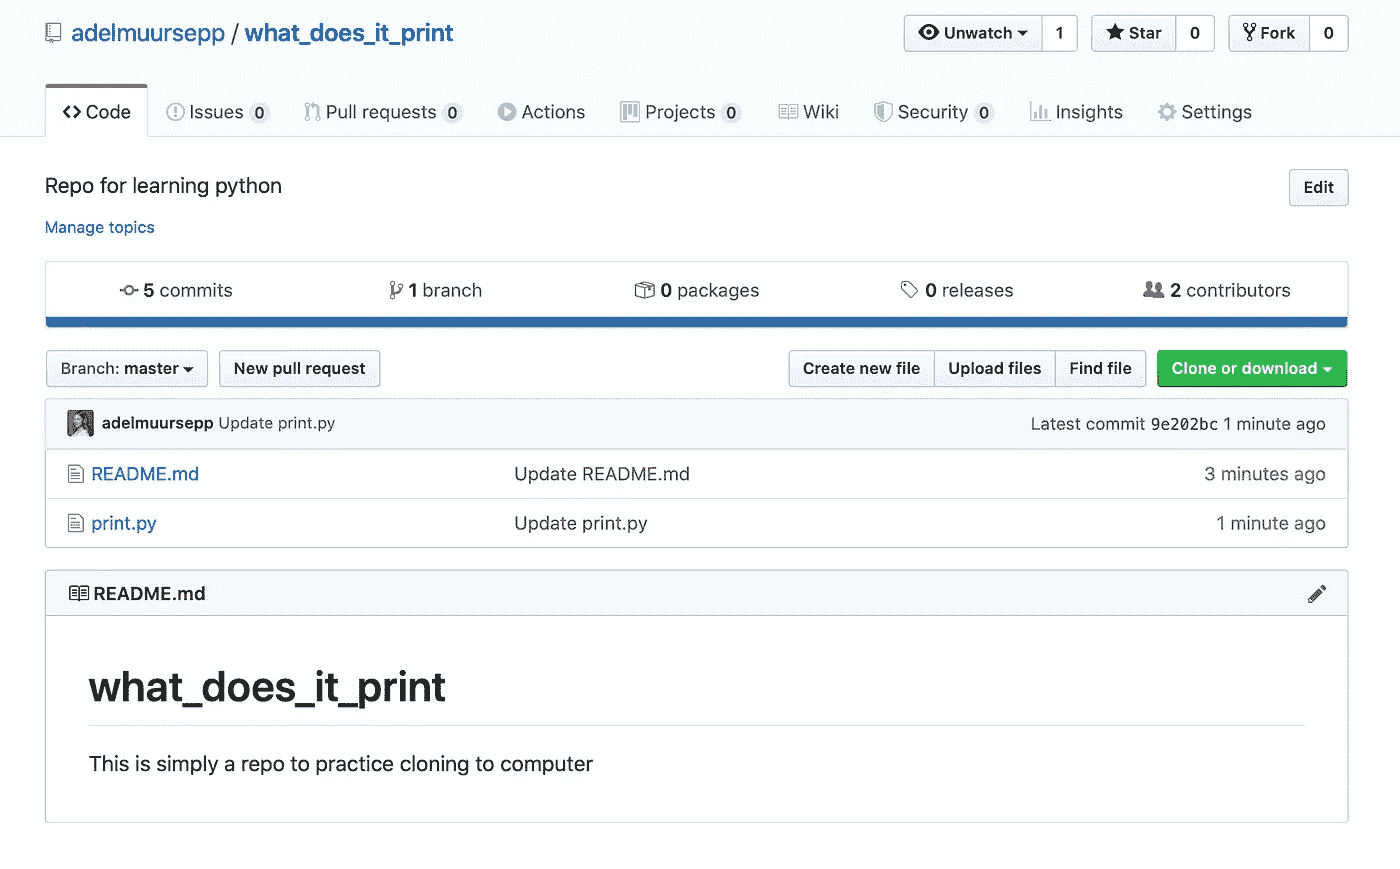 adelmuursepp / what_does_it_print Unwatch 1 Star 0 Fork 0
Code Issues 0 Pull requests 0 Actions Projects 0 Wiki Security 0 Insights Settings
Repo for learning python Edit
Manage topics
5 commits 1 branch 0 packages 0 releases 2 contributors
Branch: master New pull request Create new file Upload files Find file Clone or download
adelmuursepp Update print.py Latest commit 9e202bc 1 minute ago
README.md Update README.md 3 minutes ago
print.py Update print.py 1 minute ago
README.md
what_does_it_print
This is simply a repo to practice cloning to computer